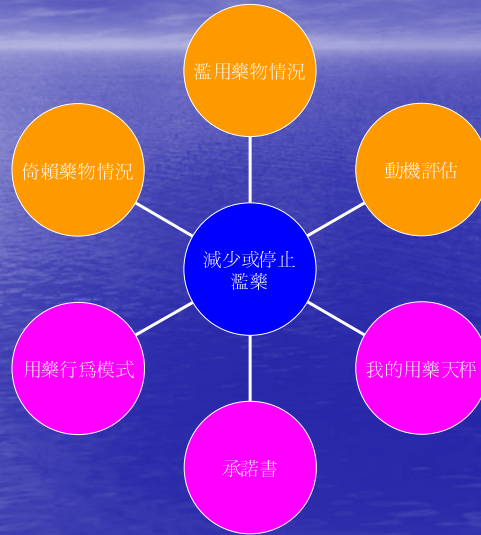 濫用藥物情況
倚賴藥物情況
動機評估
減少或停止
濫藥
用藥行爲模式
我的用藥天秤
承諾書